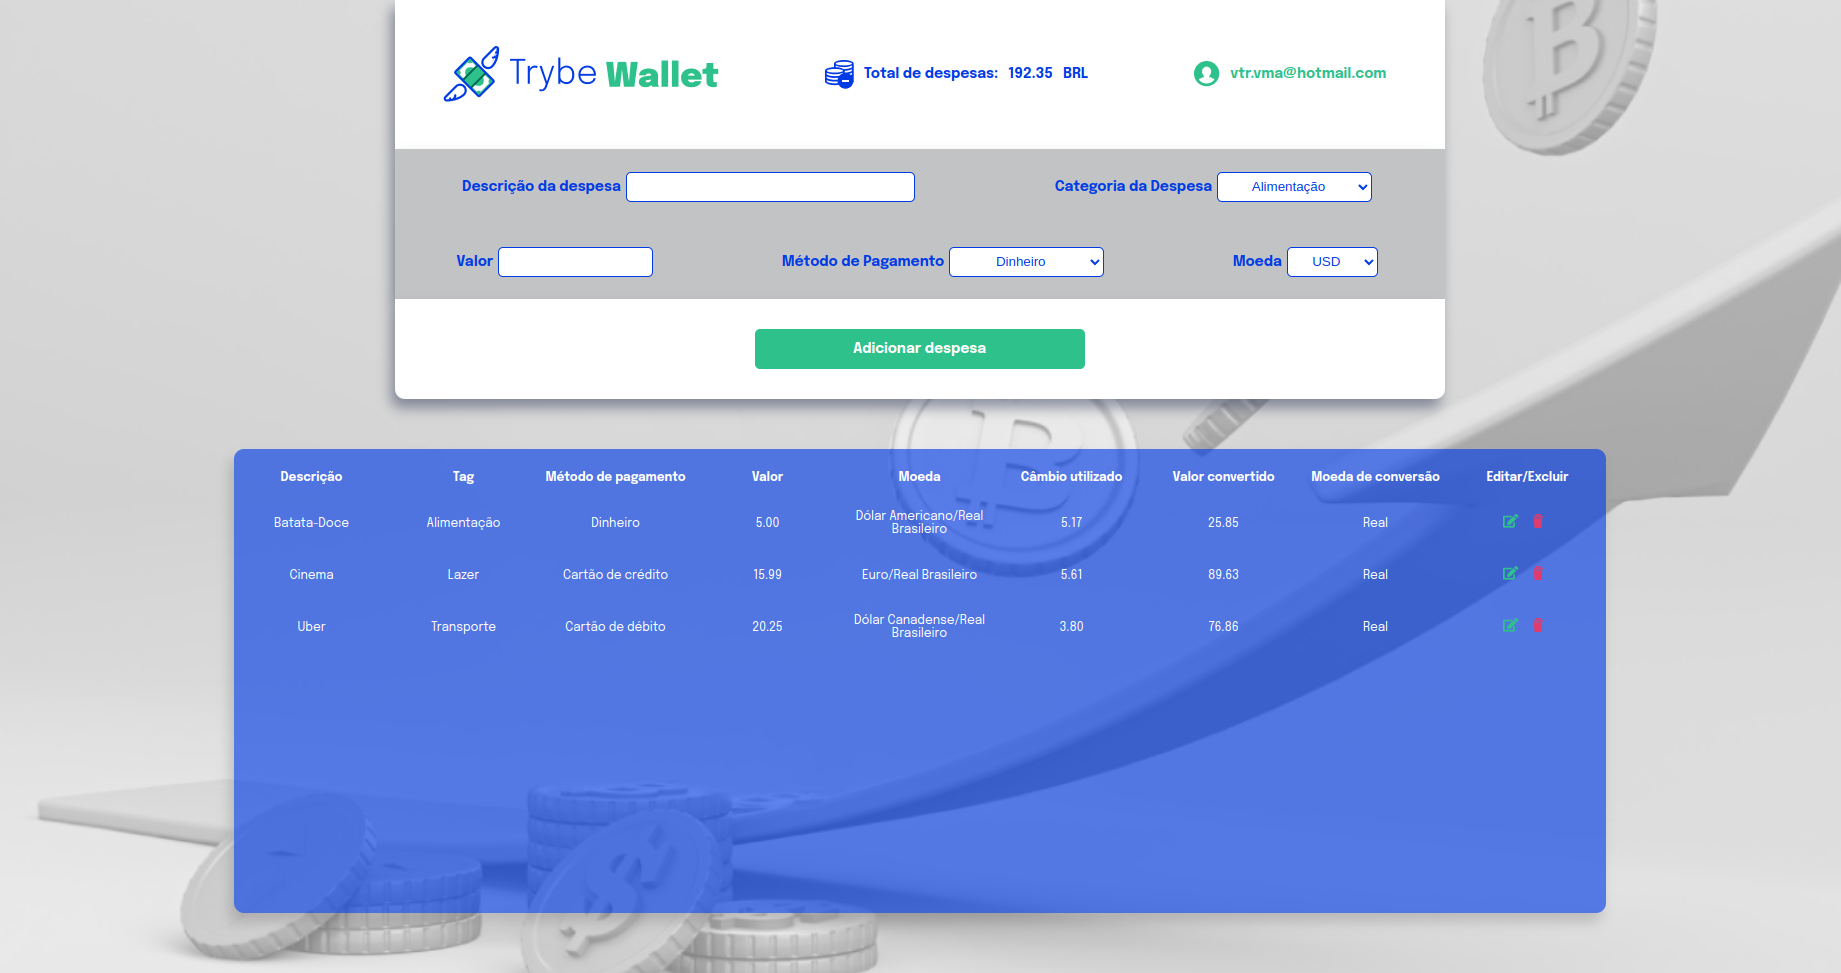 Trybe Wallet
Total de despesas: 192.35 BRL
vtr.vma@hotmail.com
Descrição da despesa
Categoria da Despesa Alimentação
Valor
Método de Pagamento Dinheiro
Moeda USD
Adicionar despesa
Descrição Tag Método de pagamento Valor Moeda Câmbio utilizado Valor convertido Moeda de conversão Editar/Excluir
Batata-Doce Alimentação Dinheiro 5.00 Dólar Americano/Real Brasileiro 5.17 25.85 Real
Cinema Lazer Cartão de crédito 15.99 Euro/Real Brasileiro 5.61 89.63 Real
Uber Transporte Cartão de débito 20.25 Dólar Canadense/Real Brasileiro 3.80 76.86 Real